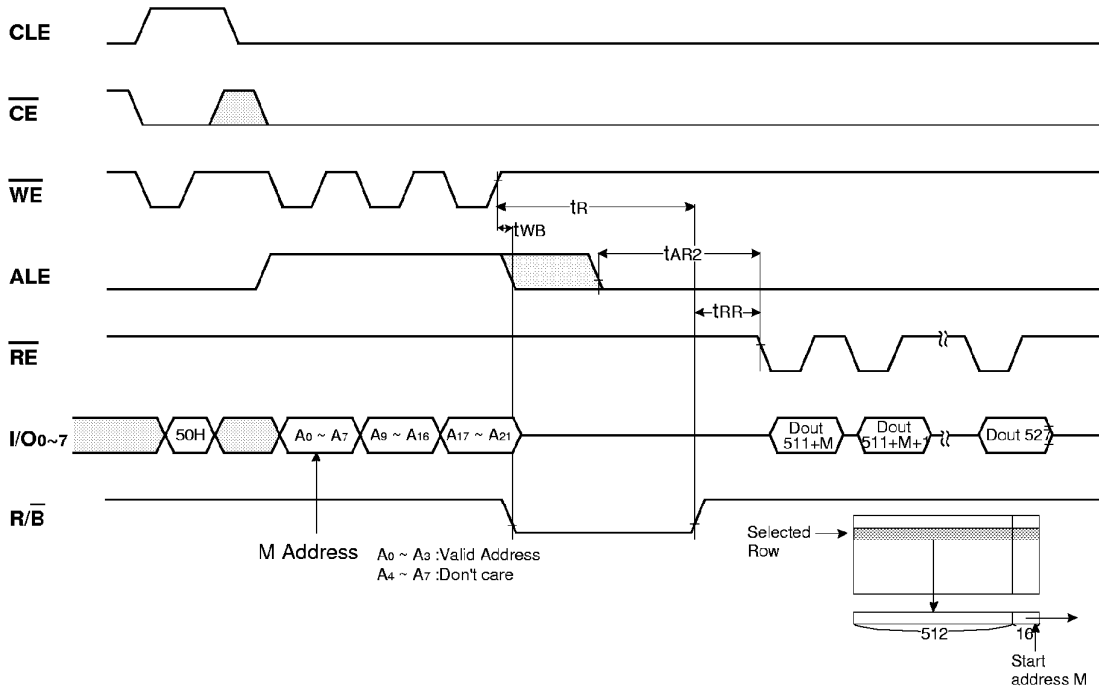 CLE
CE
WE
tR
tWB
ALE
tAR2
tRR
RE
I/O0~7
50H
A0 ~ A7
A9 ~ A16
A17 ~ A21
Dout
511+M
Dout
511+M+1
Dout 527
R/B
M Address
A0 ~ A3 :Valid Address
A4 ~ A7 :Don't care
Selected
Row
512
16
Start
address M